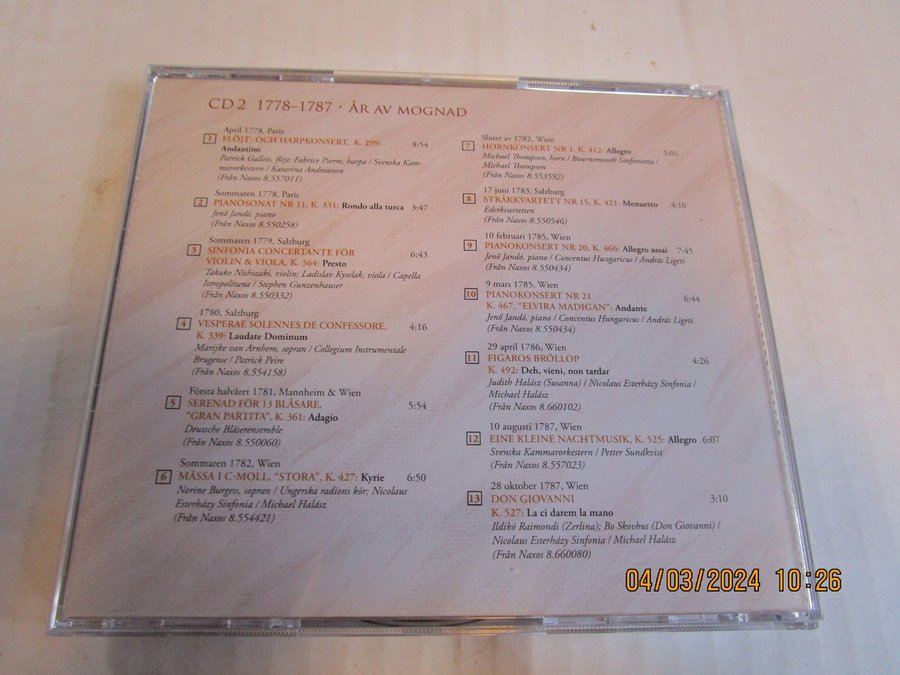 CD 2 1778–1787 · ÅR AV MOGNAD
April 1778, Paris
1 FLÖJT- OCH HARPKONSERT, K. 299: 8:54
Andantino
Patrick Gallois, flöjt; Fabrice Pierre, harpa / Svenska Kam-
marorkestern / Katarina Andreasson
(Från Naxos 8.557011)
Sommaren 1778, Paris
2 PIANOSONAT NR 11, K. 331: Rondo alla turca 3:47
Jenő Jandó, piano
(Från Naxos 8.550258)
Sommaren 1779, Salzburg
3 SINFONIA CONCERTANTE FÖR 6:43
VIOLIN & VIOLA, K. 364: Presto
Takako Nishizaki, violin; Ladislav Kyselak, viola / Capella
Istropolitana / Stephen Gunzenhauser
(Från Naxos 8.550332)
1780, Salzburg
4 VESPERAE SOLENNES DE CONFESSORE, 4:16
K. 339: Laudate Dominum
Marijke van Arnhem, sopran / Collegium Instrumentale
Brugense / Patrick Peire
(Från Naxos 8.554158)
Första halvåret 1781, Mannheim & Wien
5 SERENAD FÖR 13 BLÅSARE, 5:54
"GRAN PARTITA", K. 361: Adagio
Deutsche Bläserensemble
(Från Naxos 8.550060)
Sommaren 1782, Wien
6 MÄSSA I C-MOLL, "STORA", K. 427: Kyrie 6:50
Norine Burgess, sopran / Ungerska radions kör; Nicolaus
Esterházy Sinfonia / Michael Halász
(Från Naxos 8.554421)
Slutet av 1782, Wien
7 HORNKONSERT NR 1, K. 412: Allegro 5:01
Michael Thompson, horn / Bournemouth Sinfonietta /
Michael Thompson
(Från Naxos 8.553592)
17 juni 1783, Salzburg
8 STRÅKKVARTETT NR 15, K. 421: Menuetto 4:10
Ederkvartetten
(Från Naxos 8.550546)
10 februari 1785, Wien
9 PIANOKONSERT NR 20, K. 466: Allegro assai 7:45
Jenő Jandó, piano / Concentus Hungaricus / András Ligeti
(Från Naxos 8.550434)
9 mars 1785, Wien
10 PIANOKONSERT NR 21 6:44
K. 467, "ELVIRA MADIGAN": Andante
Jenő Jandó, piano / Concentus Hungaricus / András Ligeti
(Från Naxos 8.550434)
29 april 1786, Wien
11 FIGAROS BRÖLLOP 4:26
K. 492: Deh, vieni, non tardar
Judith Halász (Susanna) / Nicolaus Esterházy Sinfonia /
Michael Halász
(Från Naxos 8.660102)
10 augusti 1787, Wien
12 EINE KLEINE NACHTMUSIK, K. 525: Allegro 6:07
Svenska Kammarorkestern / Petter Sundkvist
(Från Naxos 8.557023)
28 oktober 1787, Wien
13 DON GIOVANNI 3:10
K. 527: La ci darem la mano
Ildikó Raimondi (Zerlina); Bo Skovhus (Don Giovanni) /
Nicolaus Esterházy Sinfonia / Michael Halász
(Från Naxos 8.660080)
04/03/2024 10:26